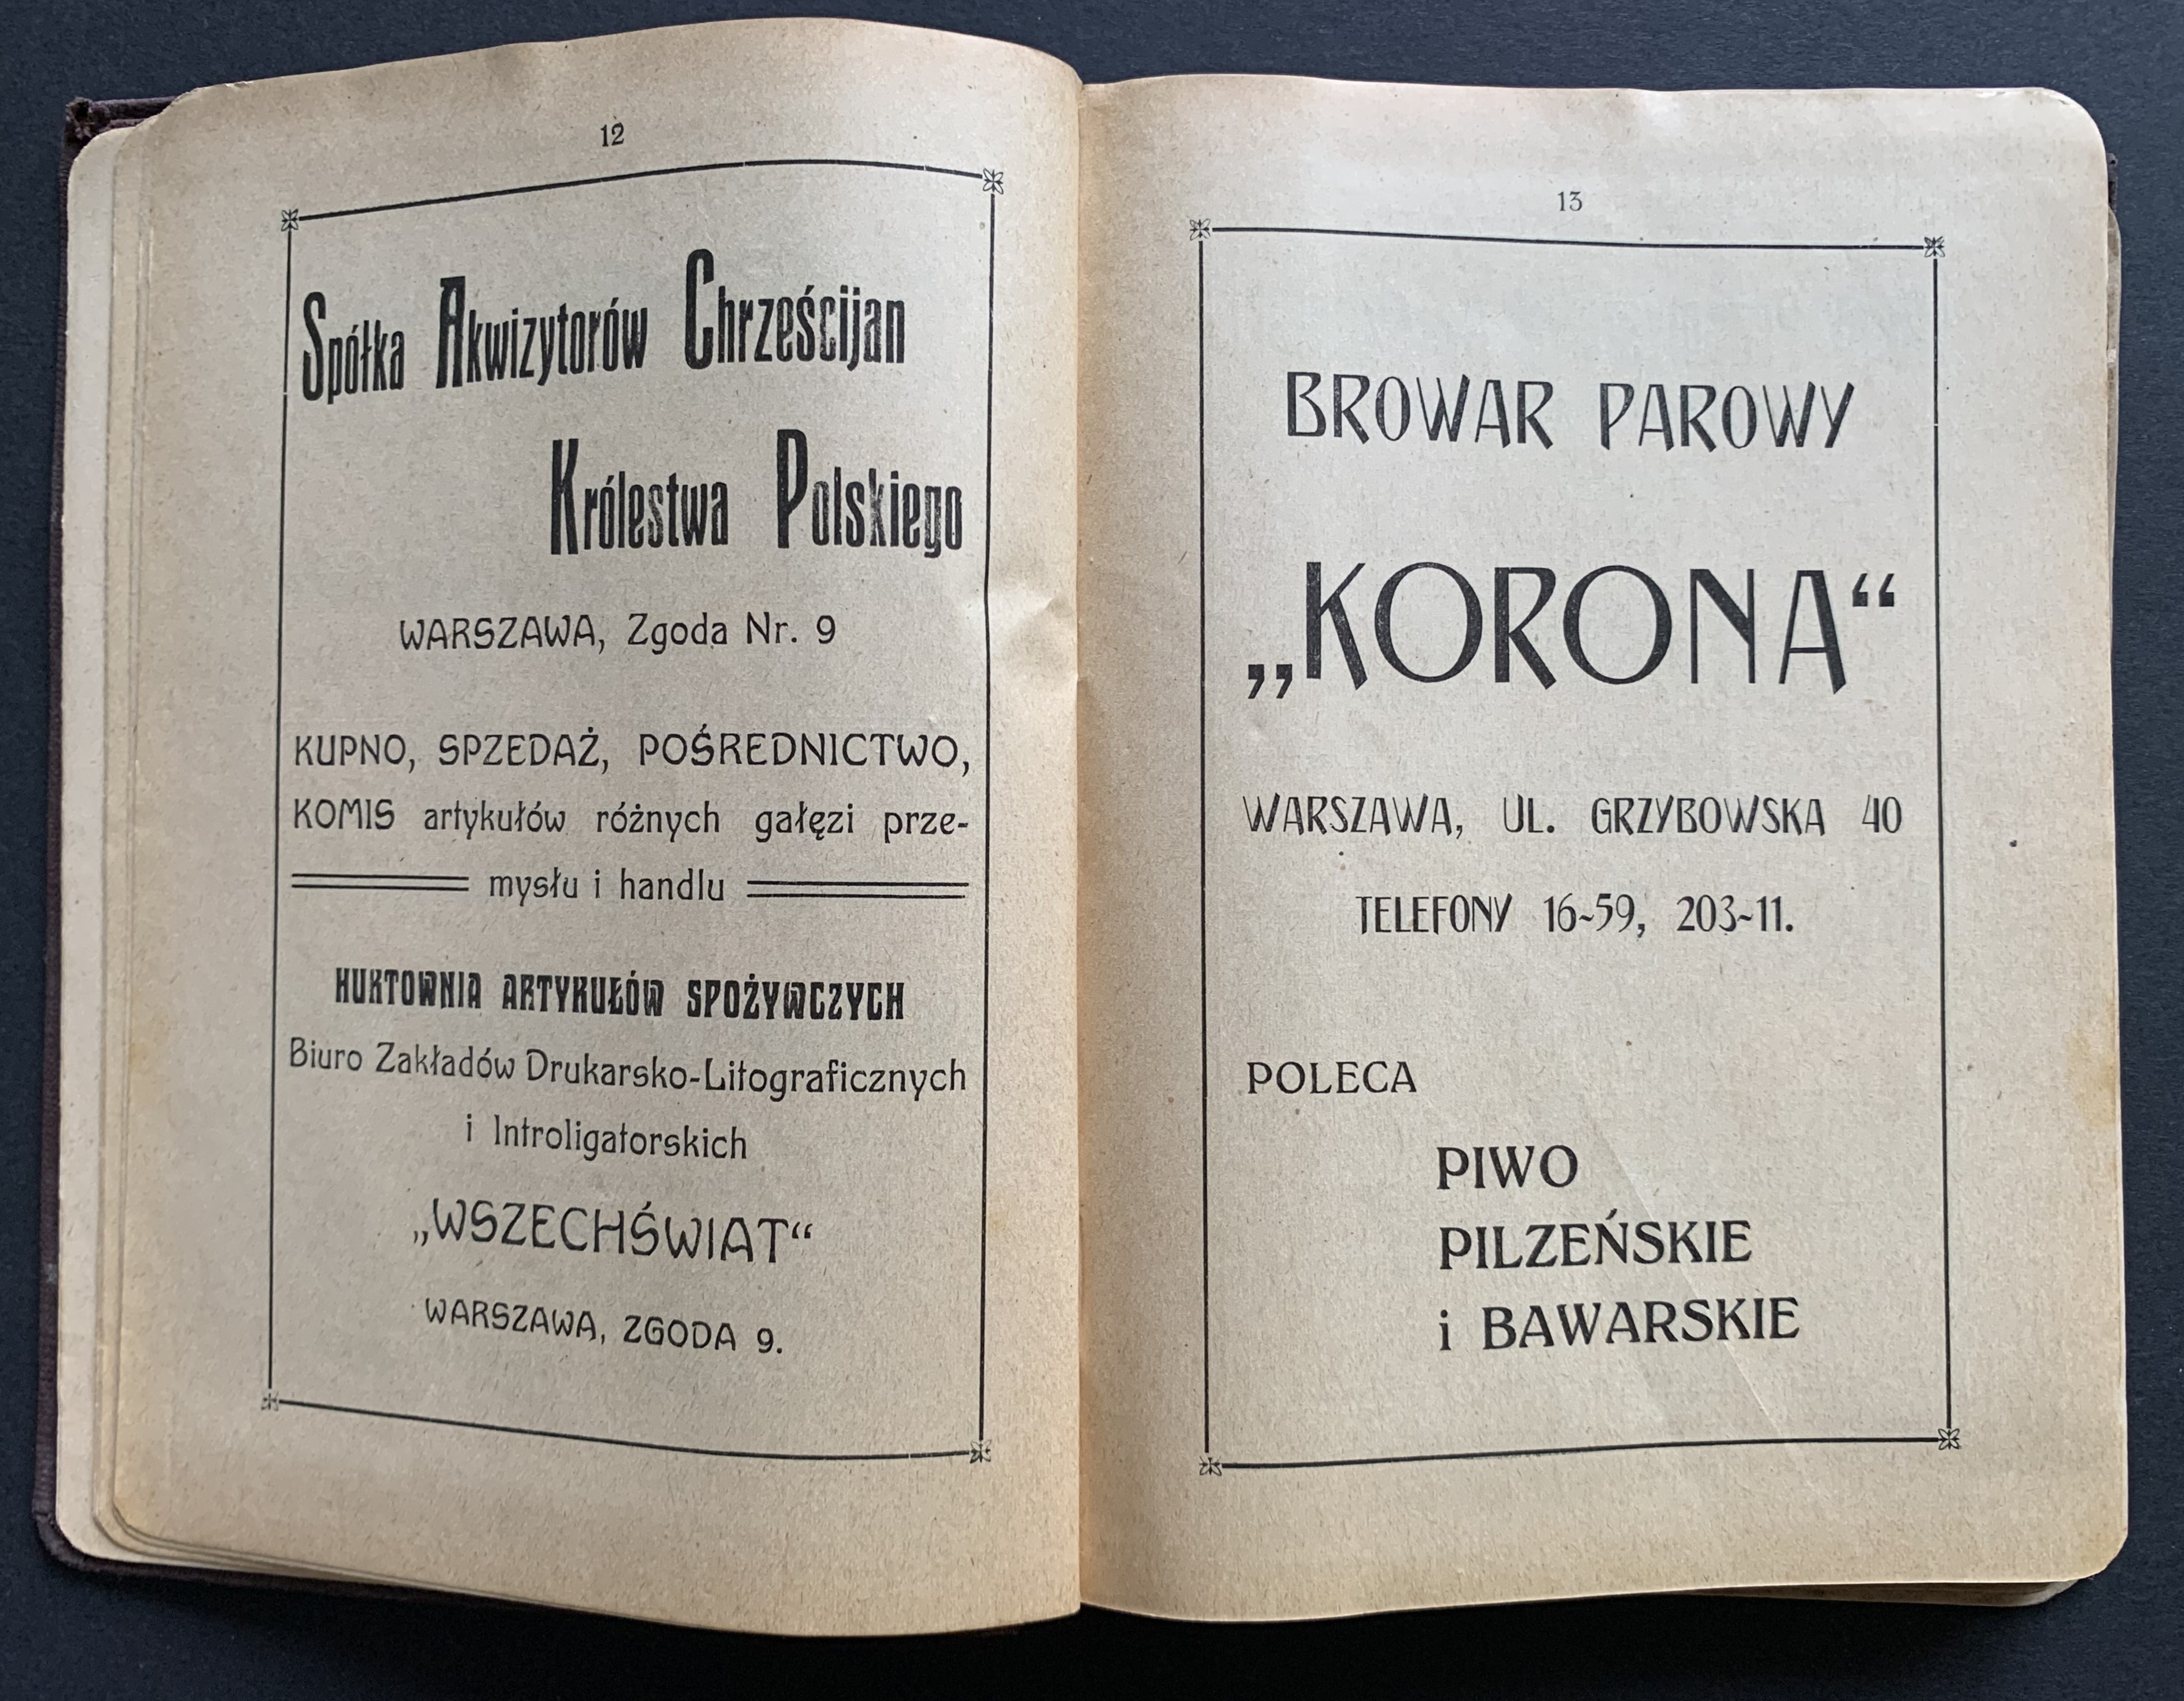 12
Spółka Akwizytorów Chrześcijan
Królestwa Polskiego
WARSZAWA, Zgoda Nr. 9
KUPNO, SPZEDAŻ, POŚREDNICTWO,
KOMIS artykułów różnych gałęzi prze-
mysłu i handlu
HUKTOWNIA ARTYKUŁÓW SPOŻYWCZYCH
Biuro Zakładów Drukarsko-Litograficznych
i Introligatorskich
„WSZECHŚWIAT“
WARSZAWA, ZGODA 9.
13
BROWAR PAROWY
„KORONA“
WARSZAWA, UL. GRZYBOWSKA 40
TELEFONY 16~59, 203~11.
POLECA
PIWO
PILZEŃSKIE
i BAWARSKIE